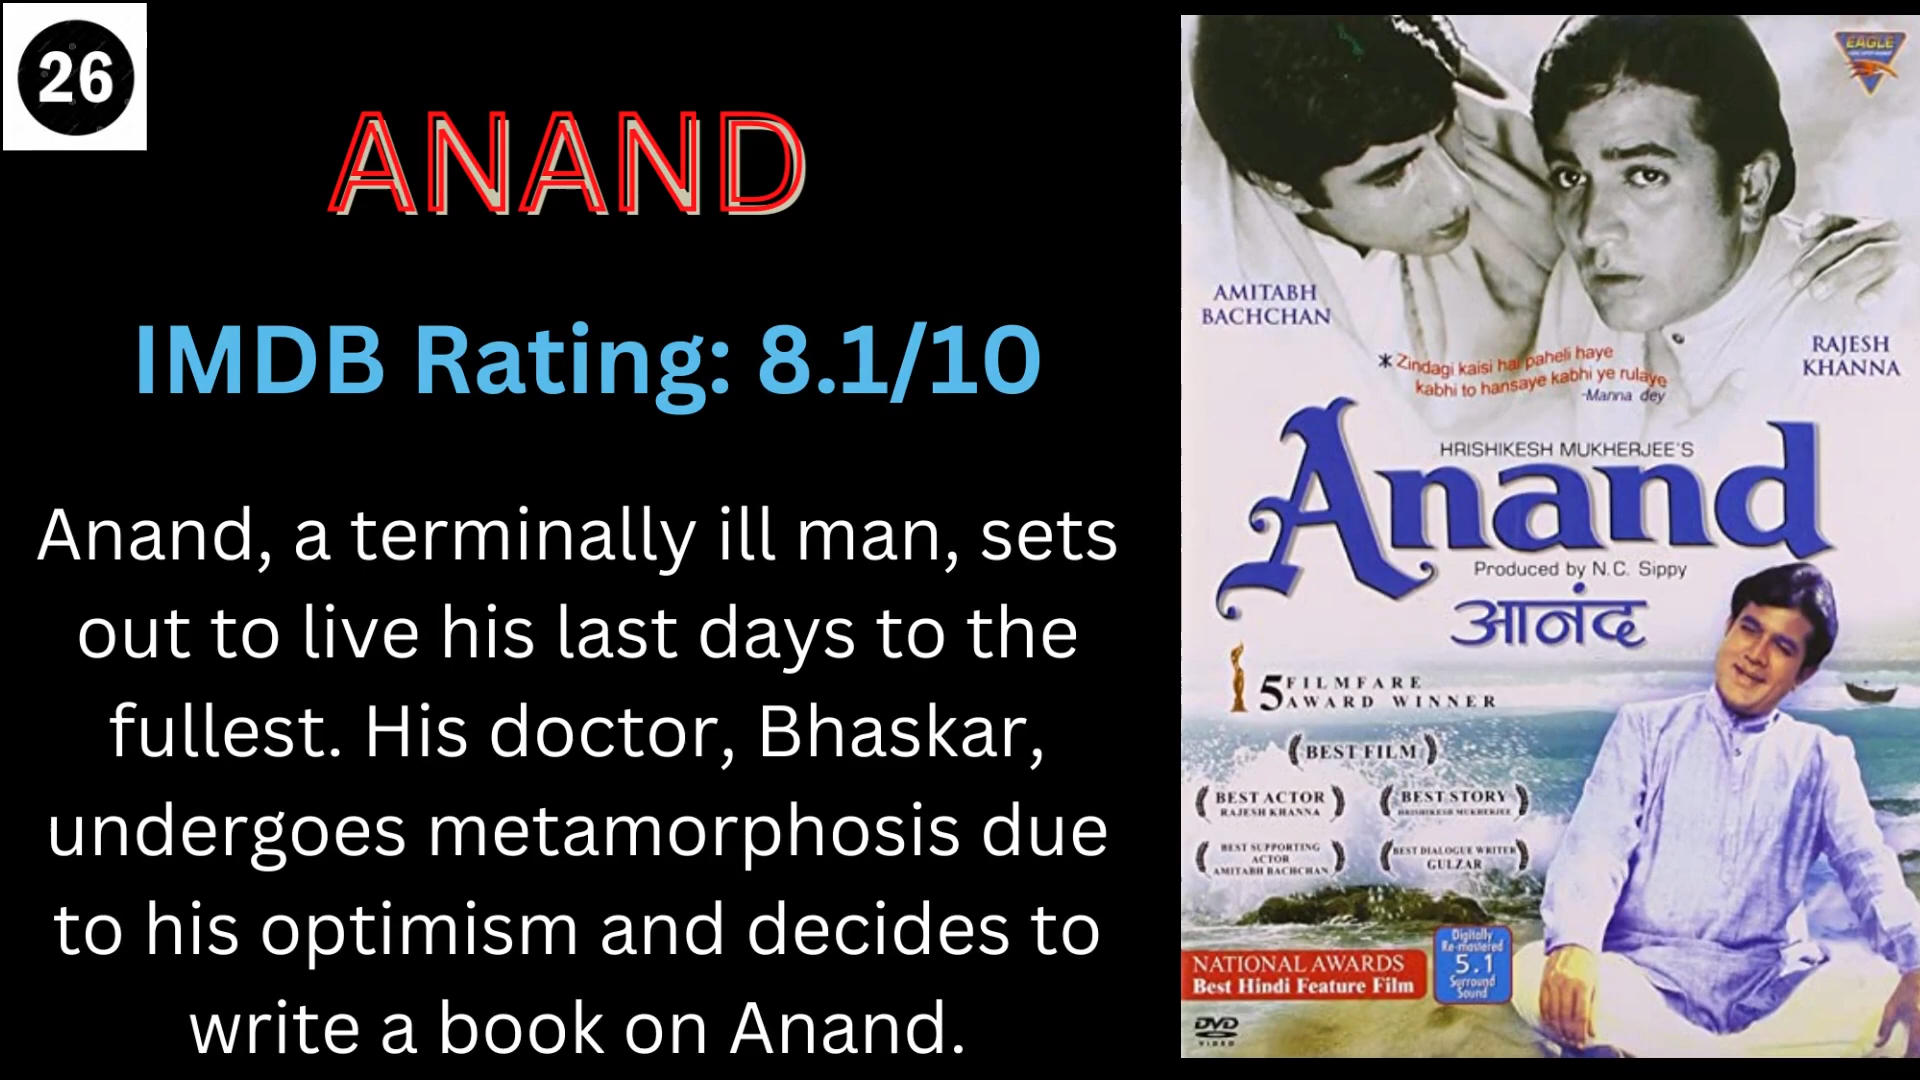 26
ANAND
IMDB Rating: 8.1/10
Anand, a terminally ill man, sets
out to live his last days to the
fullest. His doctor, Bhaskar,
undergoes metamorphosis due
to his optimism and decides to
write a book on Anand.
EAGLE
AMITABH
BACHCHAN
RAJESH
KHANNA
* Zindagi kaisi hai paheli haye
kabhi to hansaye kabhi ye rulaye
-Manna dey
HRISHIKESH MUKHERJEE'S
Anand
Produced by N.C. Sippy
आनंद
5 FILMFARE
AWARD WINNER
(BEST FILM)
(BEST ACTOR
RAJESH KHANNA)
(BEST STORY
HRISHIKESH MUKHERJEE)
(BEST SUPPORTING
ACTOR
AMITABH BACHCHAN)
(BEST DIALOGUE WRITER
GULZAR)
NATIONAL AWARDS
Best Hindi Feature Film
Digitally
Re-mastered
5.1
Surround
Sound
DVD
VIDEO